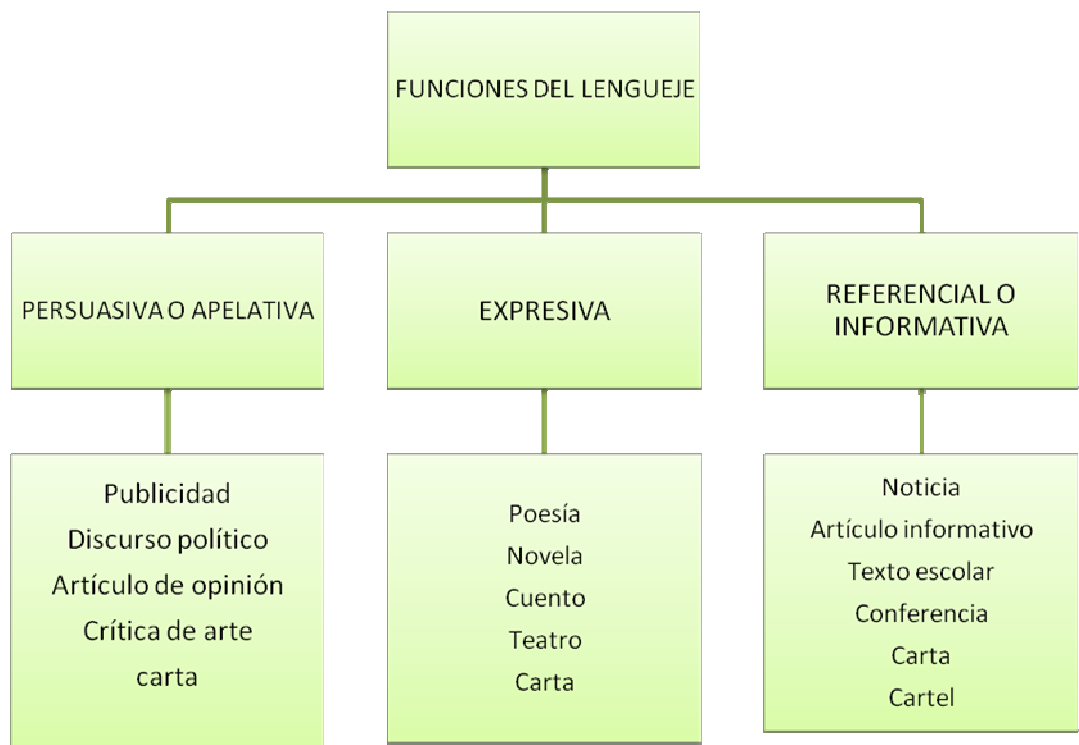 FUNCIONES DEL LENGUEJE
PERSUASIVA O APELATIVA
EXPRESIVA
REFERENCIAL O
INFORMATIVA
Publicidad
Discurso político
Artículo de opinión
Crítica de arte
carta
Poesía
Novela
Cuento
Teatro
Carta
Noticia
Artículo informativo
Texto escolar
Conferencia
Carta
Cartel